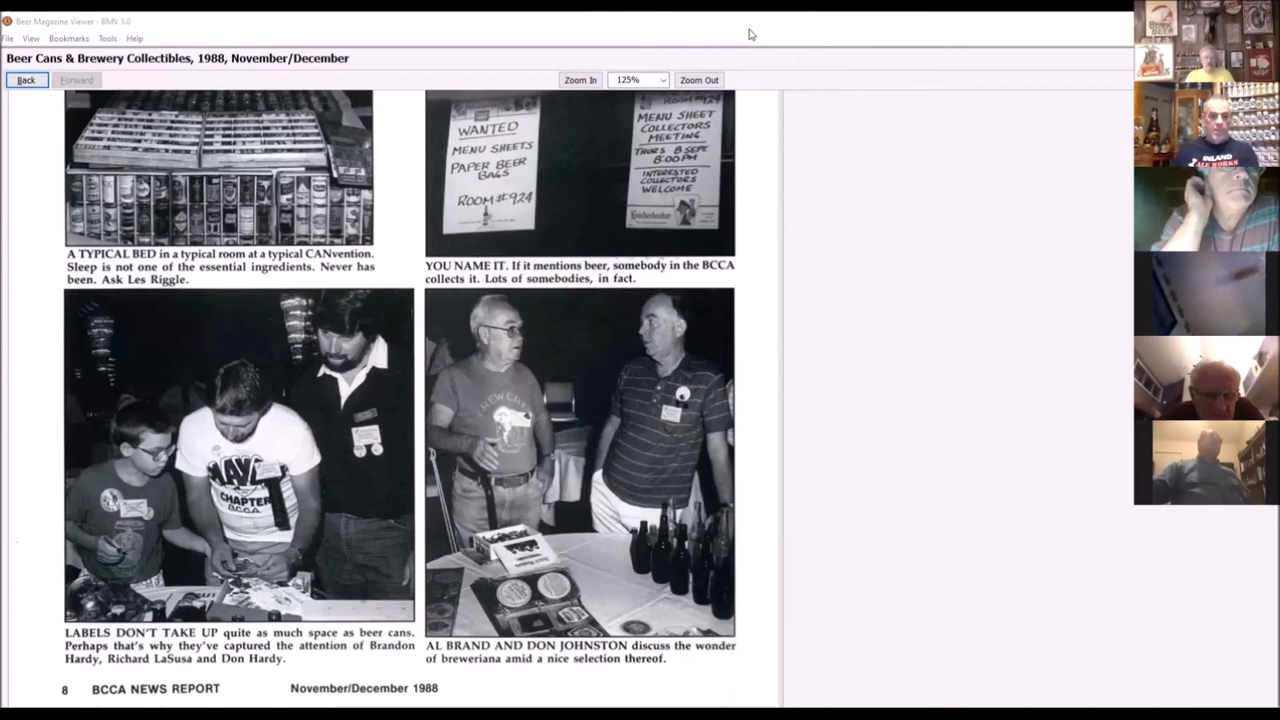 Beer Magazine Viewer - BMV 3.0
File View Bookmarks Tools Help
Beer Cans & Brewery Collectibles, 1988, November/December
Back Forward Zoom In 125% Zoom Out
WANTED
MENU SHEETS
PAPER BEER
BAGS
ROOM #924
ROOM #924
MENU SHEET
COLLECTORS
MEETING
THURS 8 SEPT
8:00 PM
INTERESTED
COLLECTORS
WELCOME
Knickerbocker
A TYPICAL BED in a typical room at a typical CANvention.
Sleep is not one of the essential ingredients. Never has
been. Ask Les Riggle.
YOU NAME IT. If it mentions beer, somebody in the BCCA
collects it. Lots of somebodies, in fact.
CHAPTER
BCCA
LABELS DON'T TAKE UP quite as much space as beer cans.
Perhaps that's why they've captured the attention of Brandon
Hardy, Richard LaSusa and Don Hardy.
AL BRAND AND DON JOHNSTON discuss the wonder
of breweriana amid a nice selection thereof.
8 BCCA NEWS REPORT November/December 1988
INLAND
ALE WORKS